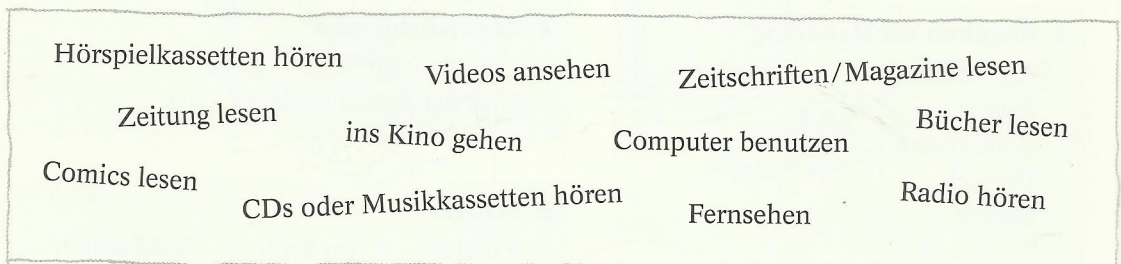 Hörspielkassetten hören
Videos ansehen
Zeitschriften/Magazine lesen
Zeitung lesen
ins Kino gehen
Computer benutzen
Bücher lesen
Comics lesen
CDs oder Musikkassetten hören
Fernsehen
Radio hören